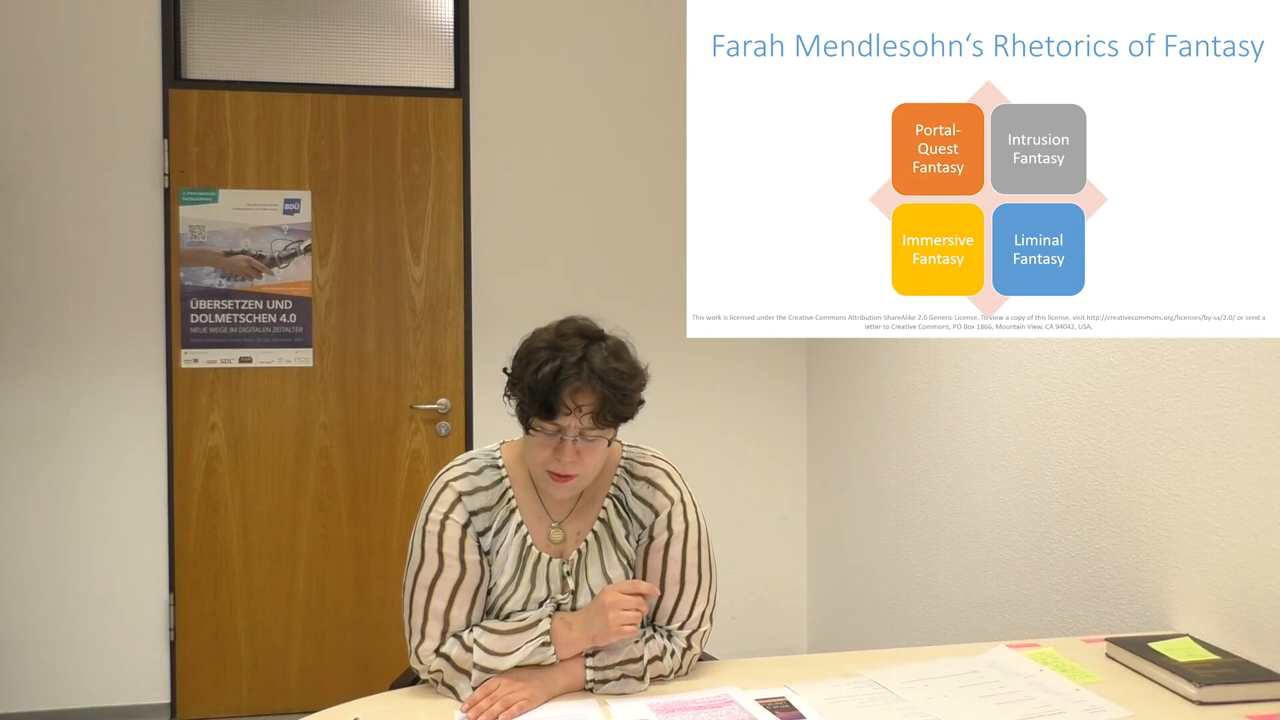 Farah Mendlesohn‘s Rhetorics of Fantasy
Portal-
Quest
Fantasy
Intrusion
Fantasy
Immersive
Fantasy
Liminal
Fantasy
This work is licensed under the Creative Commons Attribution-ShareAlike 2.0 Generic License. To view a copy of this license, visit http://creativecommons.org/licenses/by-sa/2.0/ or send a
letter to Creative Commons, PO Box 1866, Mountain View, CA 94042, USA.
BDÜ
ÜBERSETZEN UND
DOLMETSCHEN 4.0
NEUE WEGE IM DIGITALEN ZEITALTER
SDL